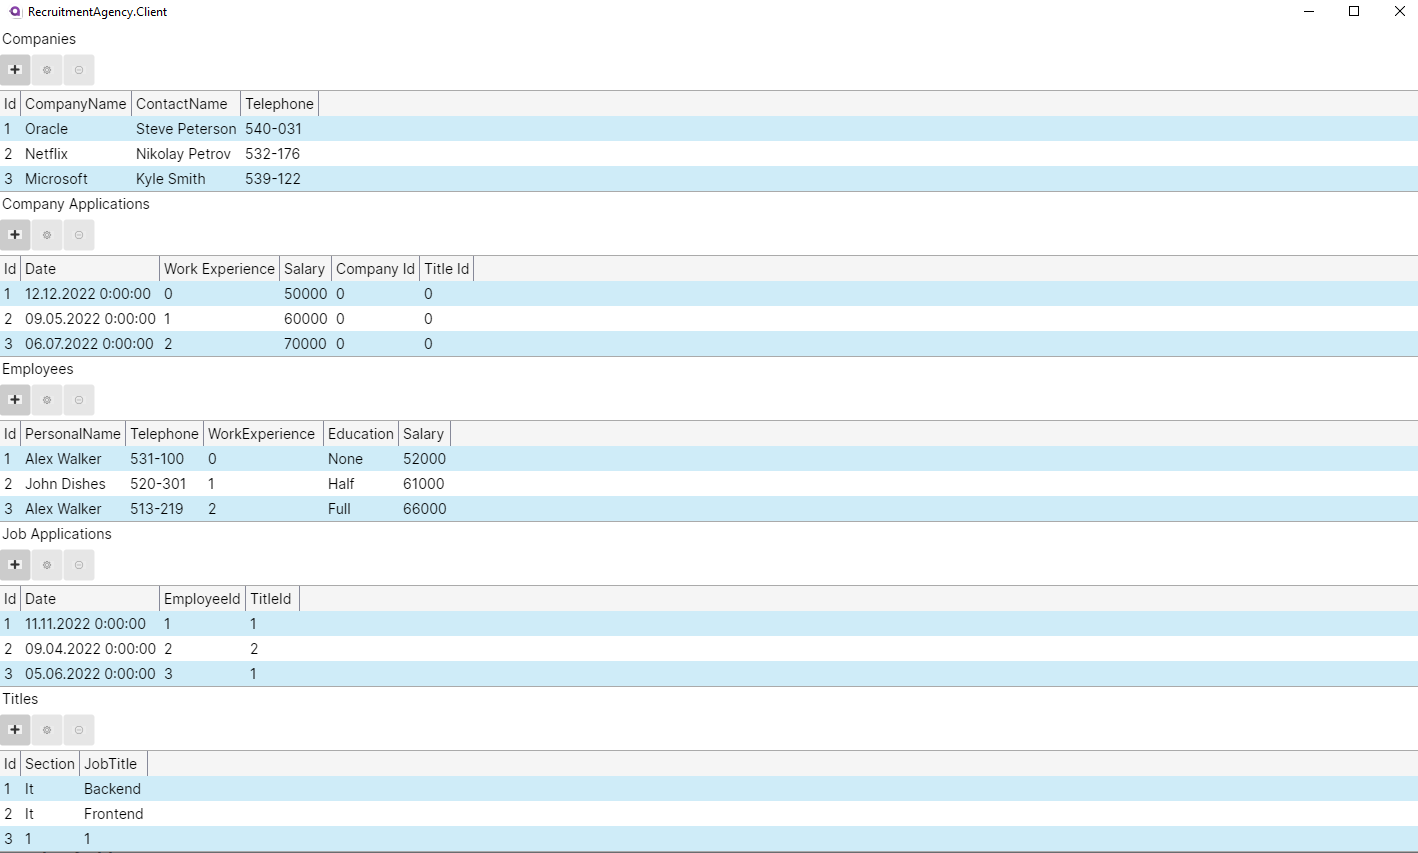 RecruitmentAgency.Client
Companies
Id CompanyName ContactName Telephone
1 Oracle Steve Peterson 540-031
2 Netflix Nikolay Petrov 532-176
3 Microsoft Kyle Smith 539-122
Company Applications
Id Date Work Experience Salary Company Id Title Id
1 12.12.2022 0:00:00 0 50000 0 0
2 09.05.2022 0:00:00 1 60000 0 0
3 06.07.2022 0:00:00 2 70000 0 0
Employees
Id PersonalName Telephone WorkExperience Education Salary
1 Alex Walker 531-100 0 None 52000
2 John Dishes 520-301 1 Half 61000
3 Alex Walker 513-219 2 Full 66000
Job Applications
Id Date EmployeeId TitleId
1 11.11.2022 0:00:00 1 1
2 09.04.2022 0:00:00 2 2
3 05.06.2022 0:00:00 3 1
Titles
Id Section JobTitle
1 It Backend
2 It Frontend
3 1 1